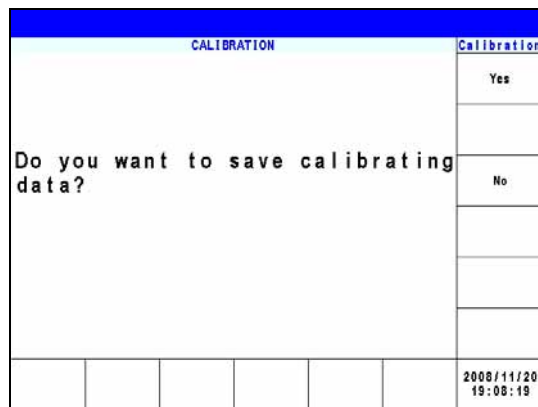 CALIBRATION
Calibration
Yes
Do you want to save calibrating
data?
No
2008/11/20
19:08:19